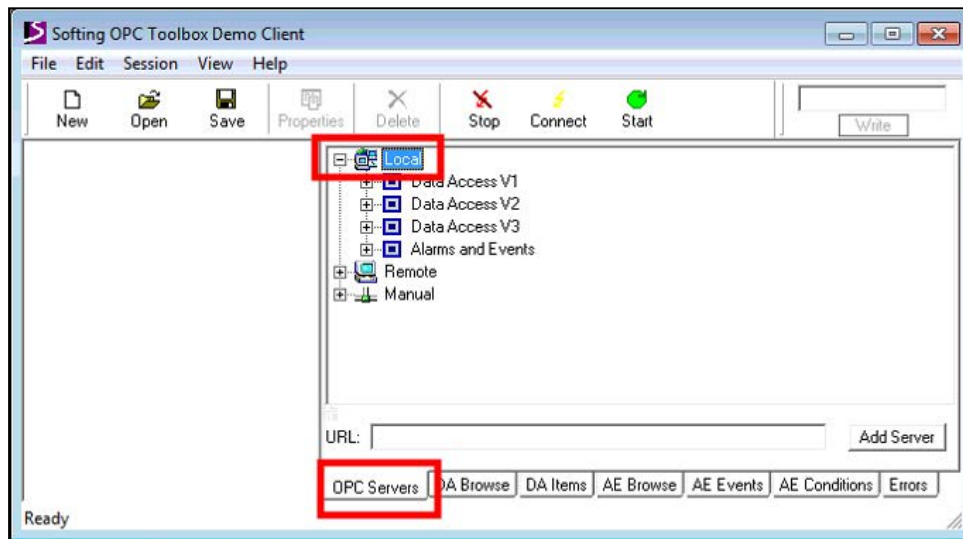 Softing OPC Toolbox Demo Client
File Edit Session View Help
New Open Save Properties Delete Stop Connect Start Write
Local
Data Access V1
Data Access V2
Data Access V3
Alarms and Events
Remote
Manual
URL: Add Server
OPC Servers DA Browse DA Items AE Browse AE Events AE Conditions Errors
Ready